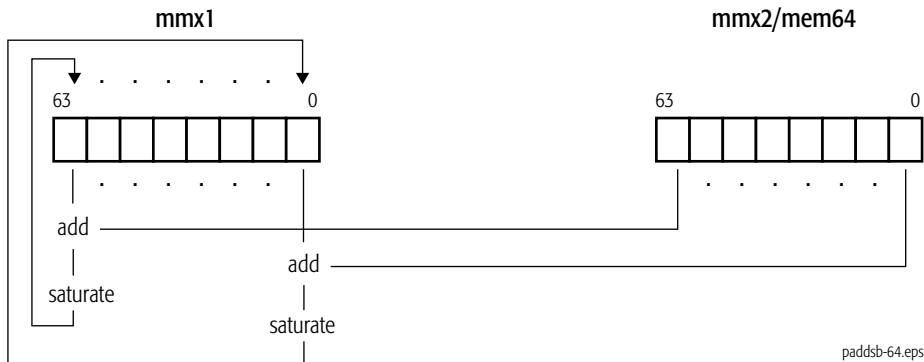 mmx1 mmx2/mem64
. . . . . .
63 0 63 0
. . . . . . . . . . . .
add
add
saturate
saturate
paddsb-64.eps